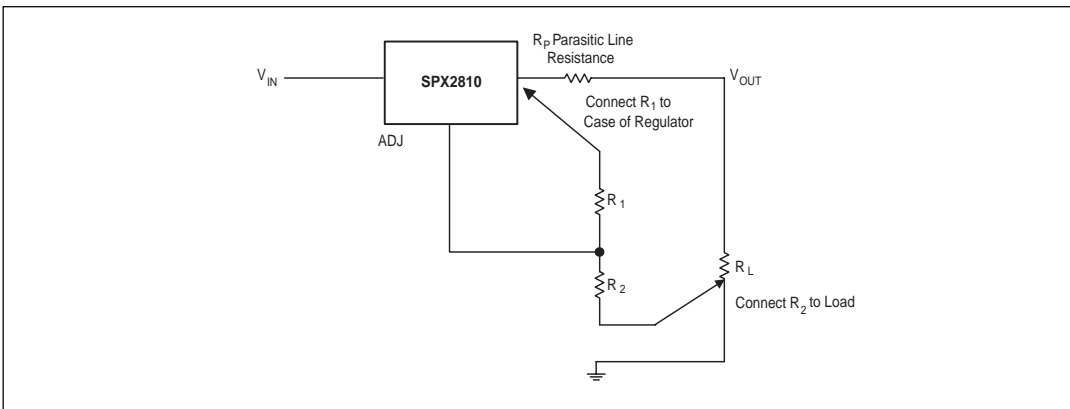 R_P Parasitic Line
Resistance
V_IN
SPX2810
V_OUT
Connect R_1 to
Case of Regulator
ADJ
R_1
R_2
R_L
Connect R_2 to Load